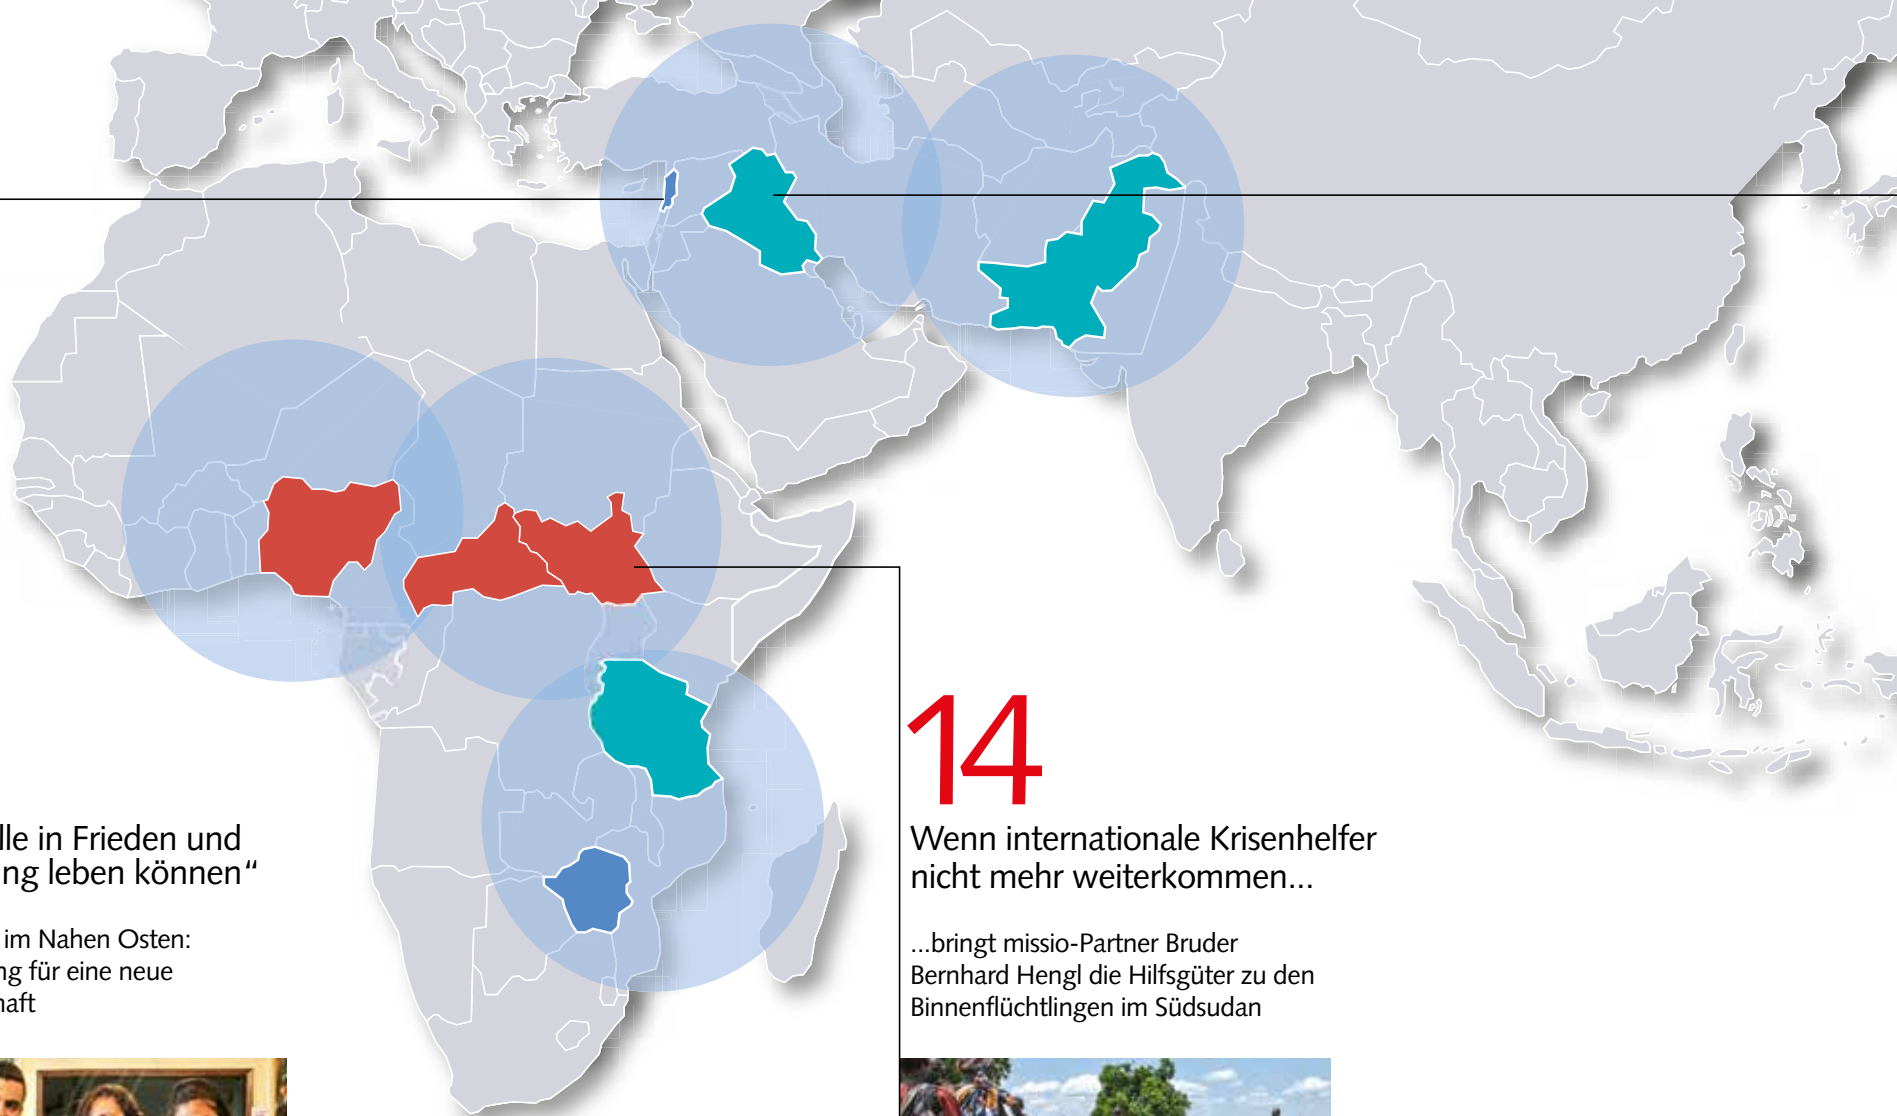 lle in Frieden und
ng leben können“
im Nahen Osten:
ng für eine neue
haft
14
Wenn internationale Krisenhelfer
nicht mehr weiterkommen...
...bringt missio-Partner Bruder
Bernhard Hengl die Hilfsgüter zu den
Binnenflüchtlingen im Südsudan